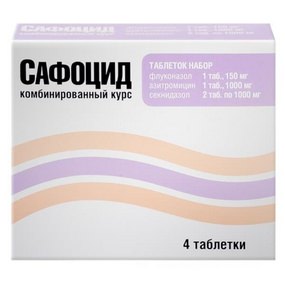 САФОЦИД
комбинированный курс
ТАБЛЕТОК НАБОР
флуконазол 1 таб., 150 мг
азитромицин 1 таб., 1000 мг
секнидазол 2 таб. по 1000 мг
4 таблетки